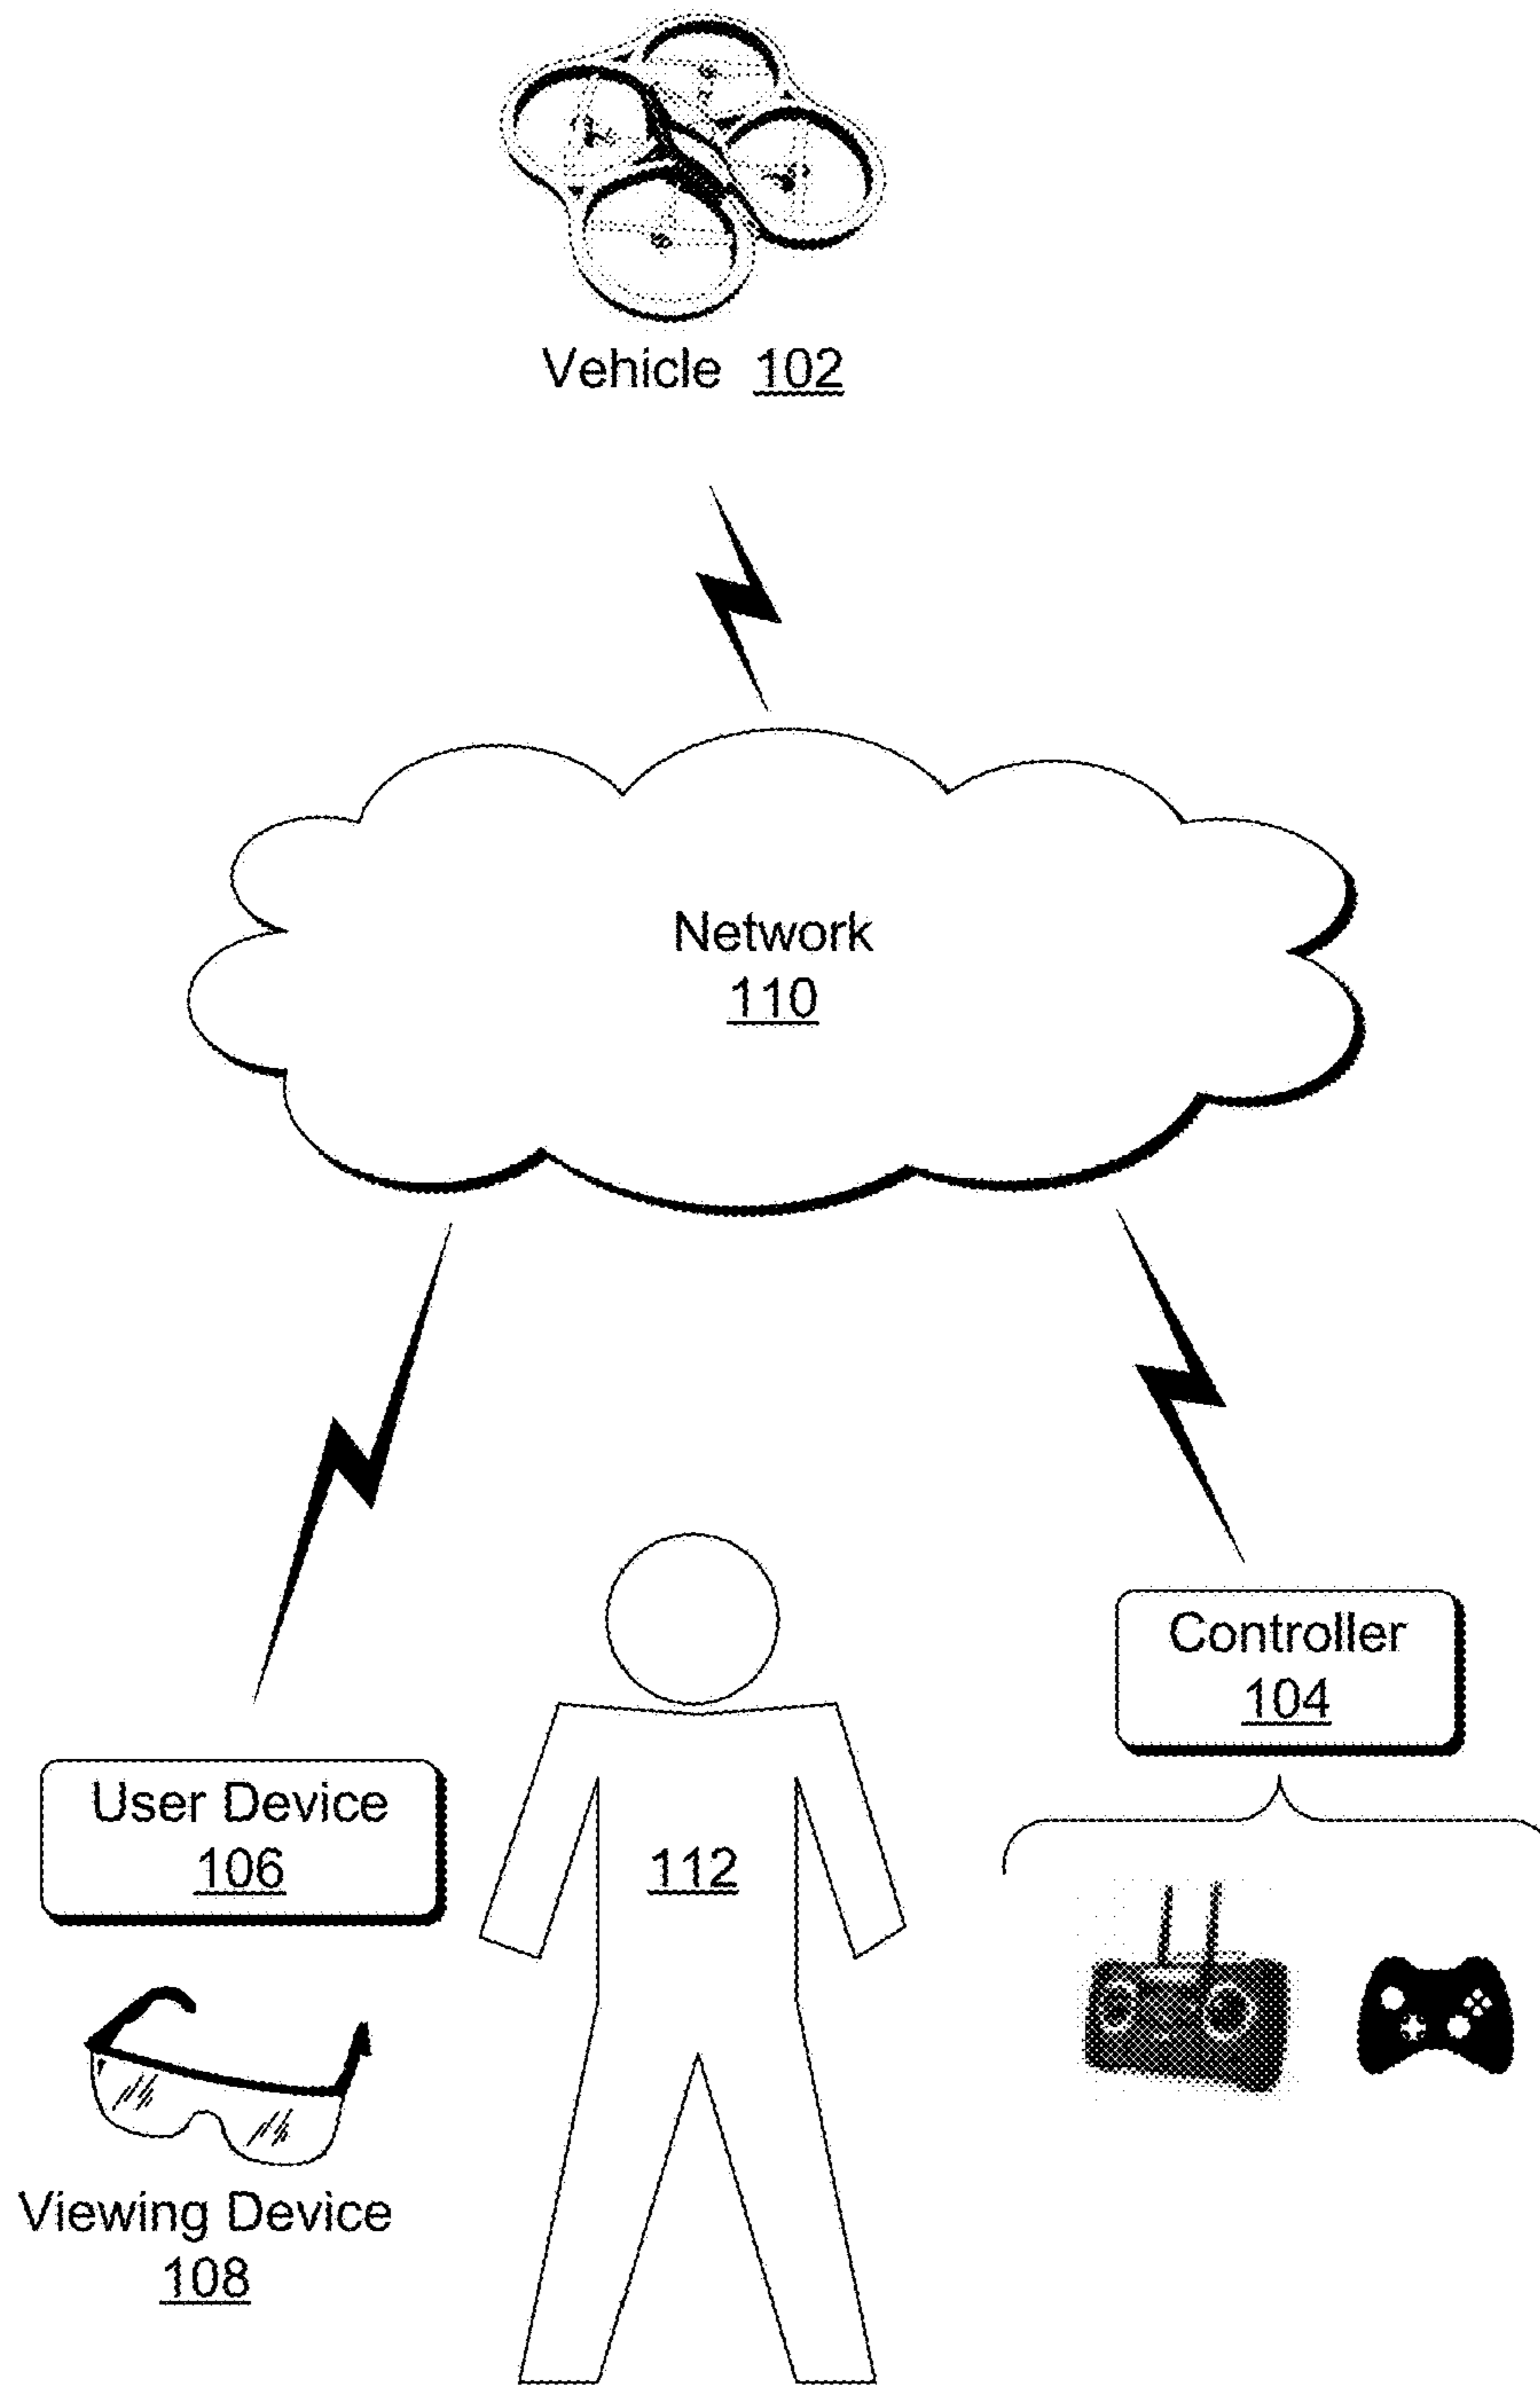 Vehicle 102
Network
110
Controller
104
User Device
106
112
Viewing Device
108